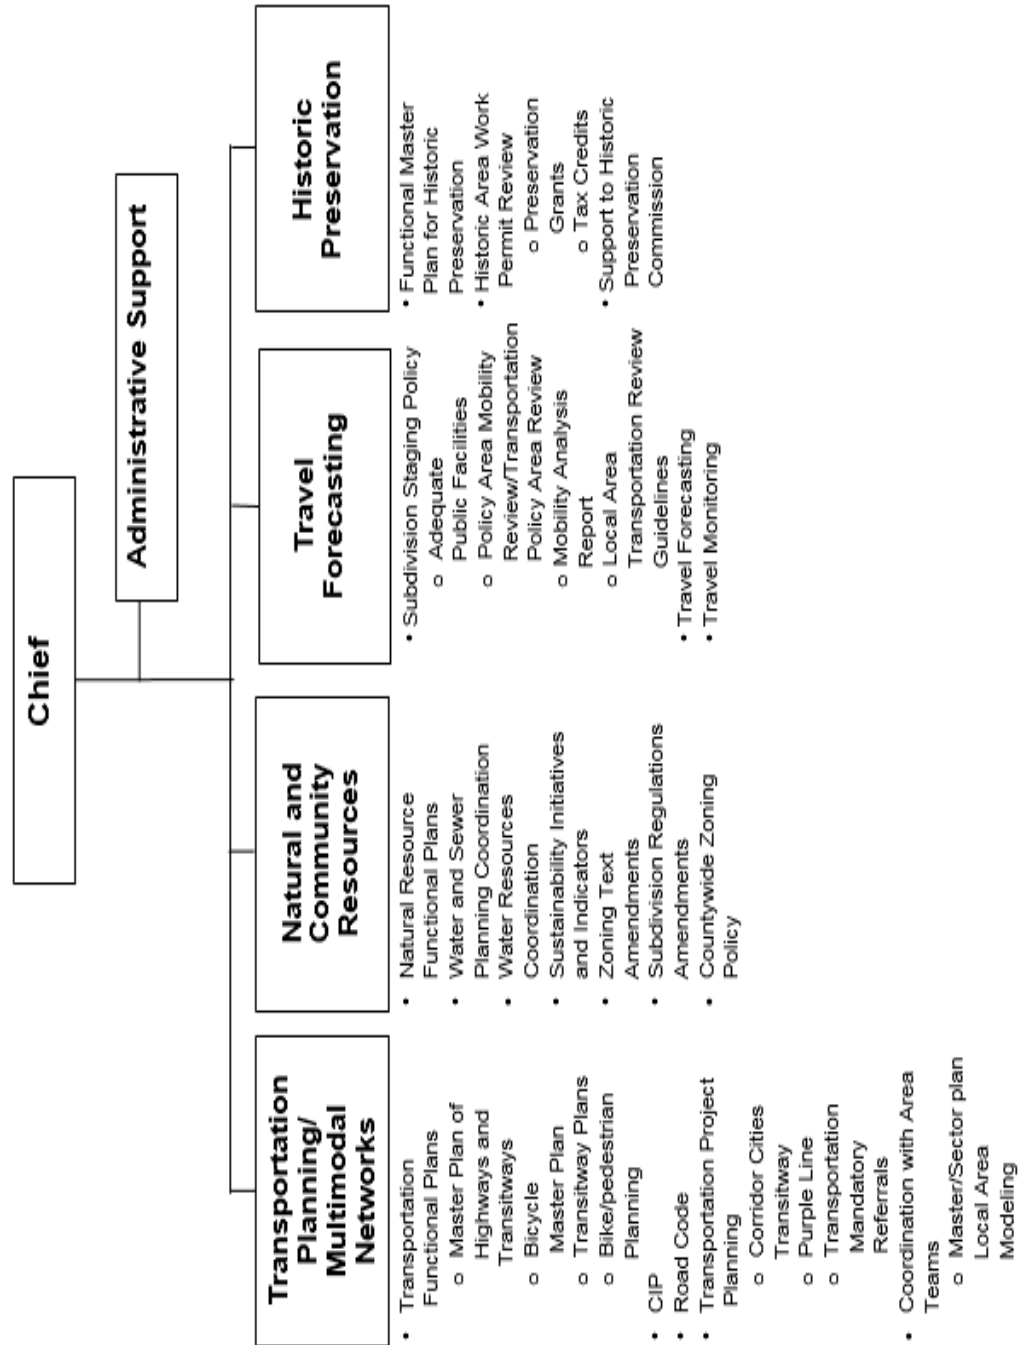 Chief
Administrative Support
Transportation
Planning/
Multimodal
Networks
• Transportation
Functional Plans
o Master Plan of
Highways and
Transitways
o Bicycle
Master Plan
o Transitway Plans
o Bike/pedestrian
Planning
• CIP
• Road Code
• Transportation Project
Planning
o Corridor Cities
Transitway
o Purple Line
o Transportation
Mandatory
Referrals
• Coordination with Area
Teams
o Master/Sector plan
Local Area
Modeling
Natural and
Community
Resources
• Natural Resource
Functional Plans
• Water and Sewer
Planning Coordination
• Water Resources
Coordination
• Sustainability Initiatives
and Indicators
• Zoning Text
Amendments
• Subdivision Regulations
Amendments
• Countywide Zoning
Policy
Travel
Forecasting
• Subdivision Staging Policy
o Adequate
Public Facilities
o Policy Area Mobility
Review/Transportation
Policy Area Review
o Mobility Analysis
Report
o Local Area
Transportation Review
Guidelines
• Travel Forecasting
• Travel Monitoring
Historic
Preservation
• Functional Master
Plan for Historic
Preservation
• Historic Area Work
Permit Review
o Preservation
Grants
o Tax Credits
• Support to Historic
Preservation
Commission